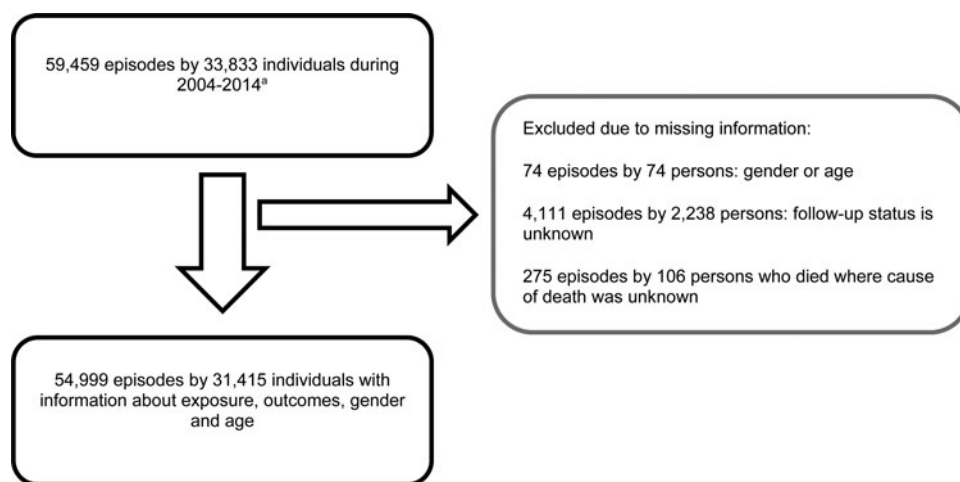 59,459 episodes by 33,833 individuals during
2004-2014ª
Excluded due to missing information:
74 episodes by 74 persons: gender or age
4,111 episodes by 2,238 persons: follow-up status is
unknown
275 episodes by 106 persons who died where cause
of death was unknown
54,999 episodes by 31,415 individuals with
information about exposure, outcomes, gender
and age